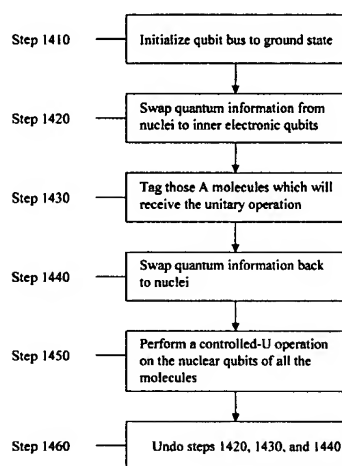 Step 1410
Initialize qubit bus to ground state
Step 1420
Swap quantum information from
nuclei to inner electronic qubits
Step 1430
Tag those A molecules which will
receive the unitary operation
Step 1440
Swap quantum information back
to nuclei
Step 1450
Perform a controlled-U operation
on the nuclear qubits of all the
molecules
Step 1460
Undo steps 1420, 1430, and 1440